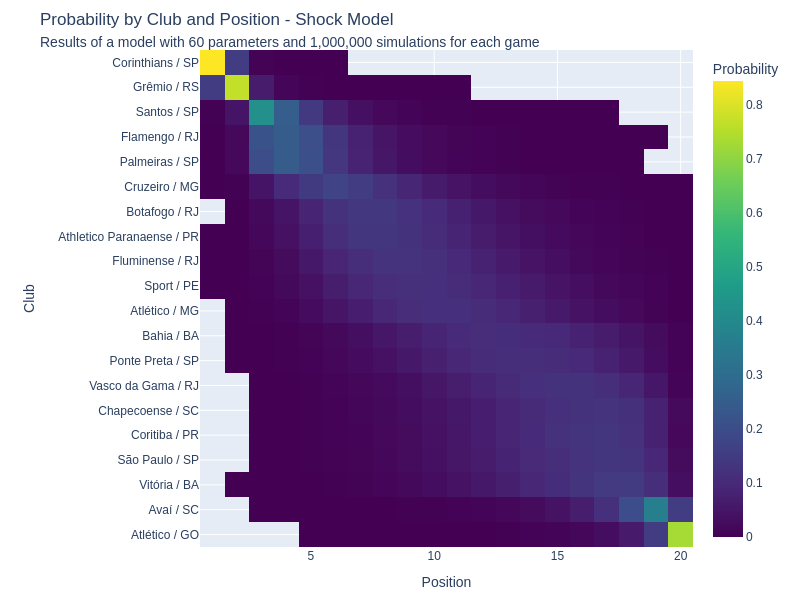 Probability by Club and Position - Shock Model
Results of a model with 60 parameters and 1,000,000 simulations for each game
Probability
Club
Corinthians / SP
Grêmio / RS
Santos / SP
Flamengo / RJ
Palmeiras / SP
Cruzeiro / MG
Botafogo / RJ
Athletico Paranaense / PR
Fluminense / RJ
Sport / PE
Atlético / MG
Bahia / BA
Ponte Preta / SP
Vasco da Gama / RJ
Chapecoense / SC
Coritiba / PR
São Paulo / SP
Vitória / BA
Avaí / SC
Atlético / GO
5
10
15
20
Position
0.8
0.7
0.6
0.5
0.4
0.3
0.2
0.1
0